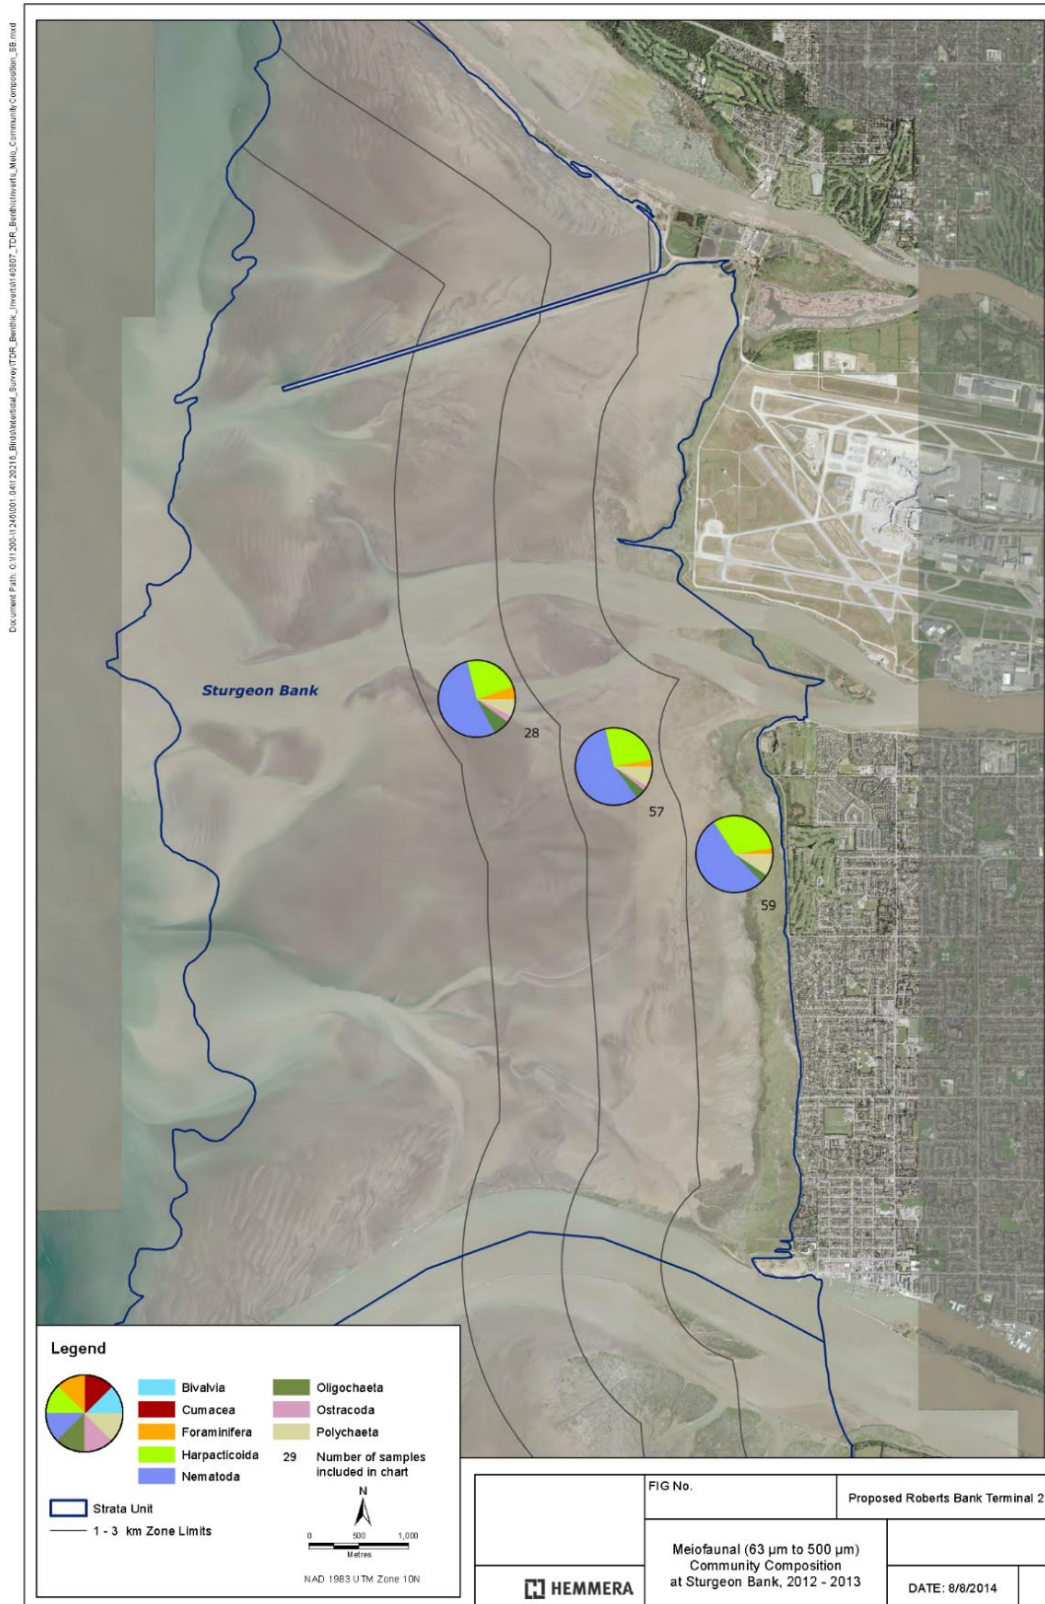 Sturgeon Bank
28
57
59
Legend
Bivalvia
Cumacea
Foraminifera
Harpacticoida
Nematoda
Oligochaeta
Ostracoda
Polychaeta
29 Number of samples
included in chart
Strata Unit
1 - 3 km Zone Limits
N
0 500 1,000
Metres
NAD 1983 UTM Zone 10N
FIG No.
Proposed Roberts Bank Terminal 2
Meiofaunal (63 µm to 500 µm)
Community Composition
at Sturgeon Bank, 2012 - 2013
HEMMERA
DATE: 8/8/2014
Document Path: